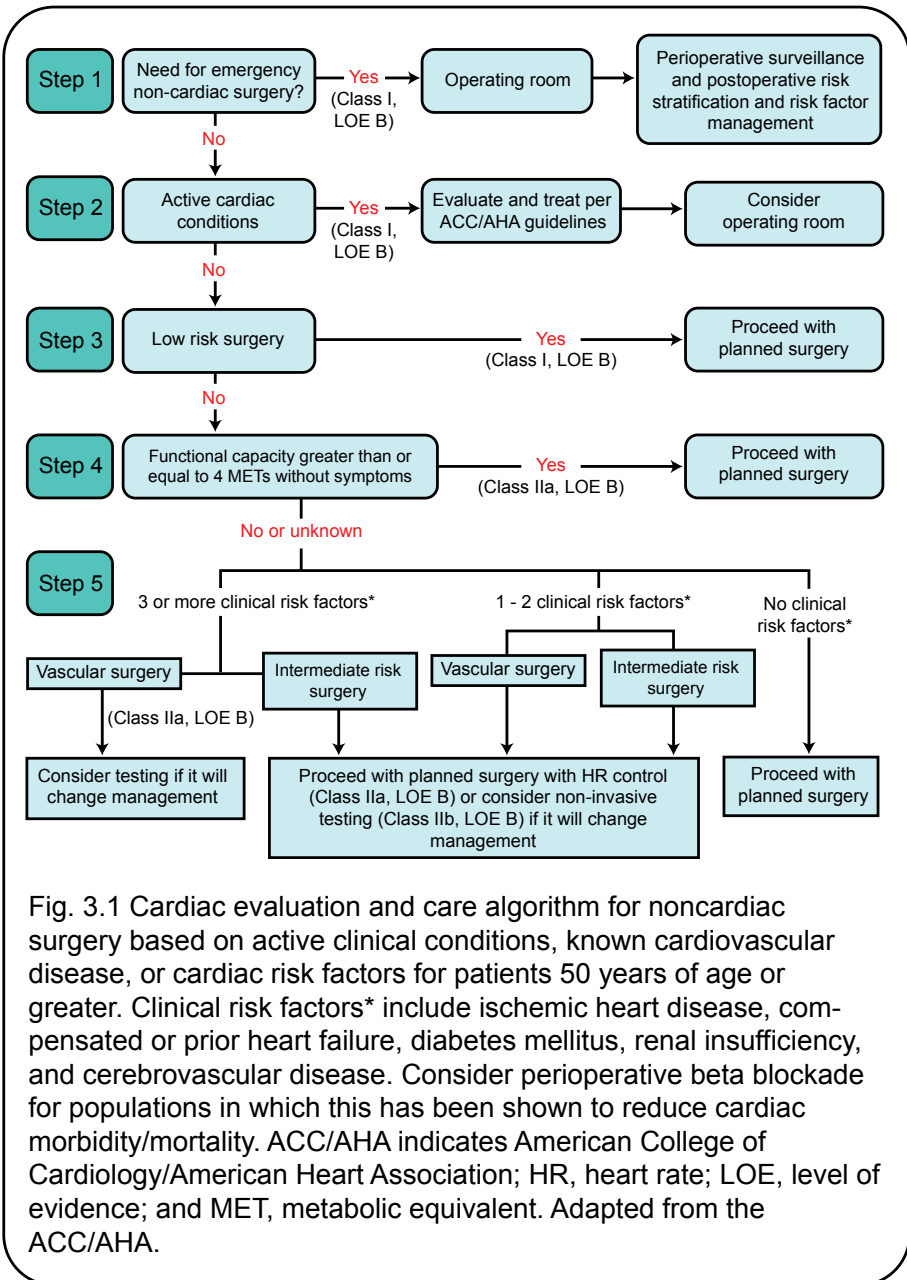 Step 1
Need for emergency
non-cardiac surgery?
Yes
(Class I,
LOE B)
Operating room
Perioperative surveillance
and postoperative risk
stratification and risk factor
management
No
Step 2
Active cardiac
conditions
Yes
(Class I,
LOE B)
Evaluate and treat per
ACC/AHA guidelines
Consider
operating room
No
Step 3
Low risk surgery
Yes
(Class I, LOE B)
Proceed with
planned surgery
No
Step 4
Functional capacity greater than or
equal to 4 METs without symptoms
Yes
(Class IIa, LOE B)
Proceed with
planned surgery
No or unknown
Step 5
3 or more clinical risk factors*
1 - 2 clinical risk factors*
No clinical
risk factors*
Vascular surgery
Intermediate risk
surgery
Vascular surgery
Intermediate risk
surgery
(Class IIa, LOE B)
Consider testing if it will
change management
Proceed with planned surgery with HR control
(Class IIa, LOE B) or consider non-invasive
testing (Class IIb, LOE B) if it will change
management
Proceed with
planned surgery
Fig. 3.1 Cardiac evaluation and care algorithm for noncardiac
surgery based on active clinical conditions, known cardiovascular
disease, or cardiac risk factors for patients 50 years of age or
greater. Clinical risk factors* include ischemic heart disease, com-
pensated or prior heart failure, diabetes mellitus, renal insufficiency,
and cerebrovascular disease. Consider perioperative beta blockade
for populations in which this has been shown to reduce cardiac
morbidity/mortality. ACC/AHA indicates American College of
Cardiology/American Heart Association; HR, heart rate; LOE, level of
evidence; and MET, metabolic equivalent. Adapted from the
ACC/AHA.